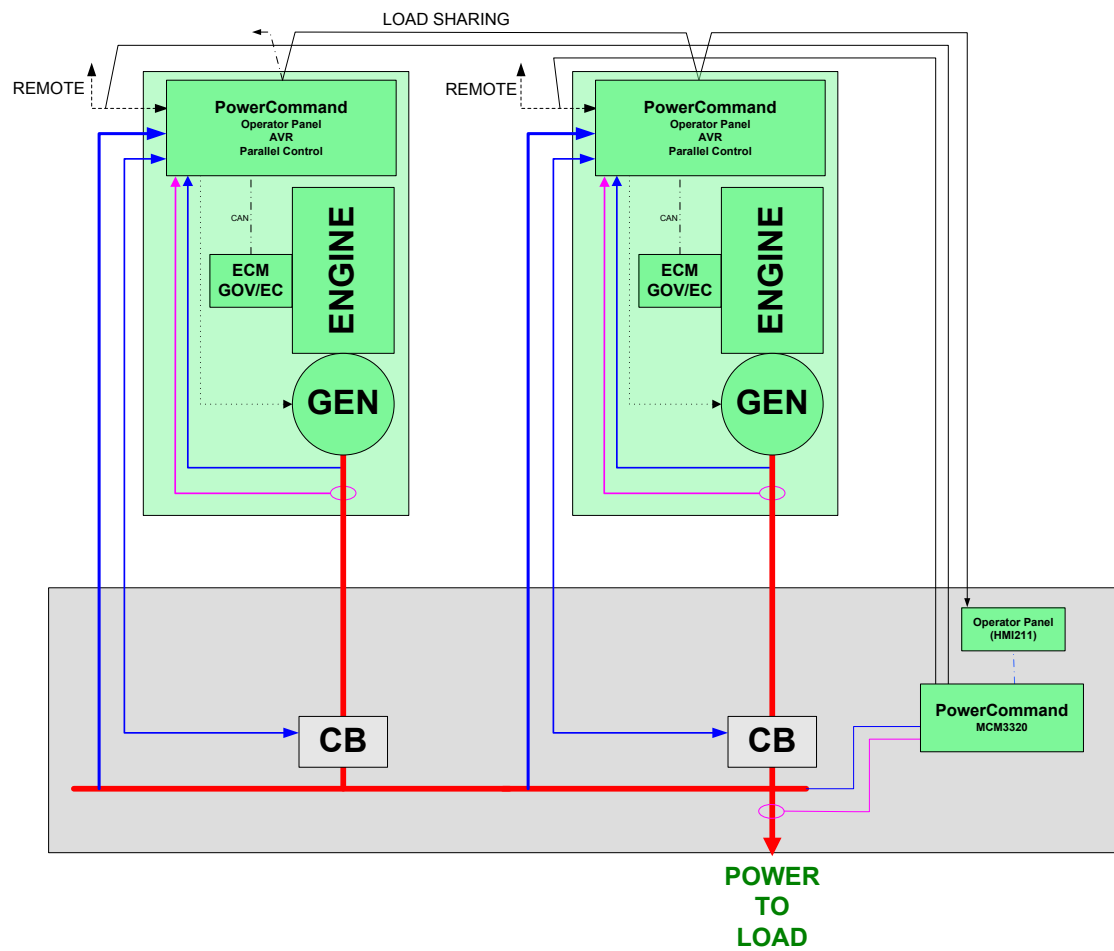 LOAD SHARING
REMOTE
PowerCommand
Operator Panel
AVR
Parallel Control
CAN
ECM
GOV/EC
ENGINE
GEN
CB
REMOTE
PowerCommand
Operator Panel
AVR
Parallel Control
CAN
ECM
GOV/EC
ENGINE
GEN
CB
Operator Panel
(HMI211)
PowerCommand
MCM3320
POWER
TO
LOAD